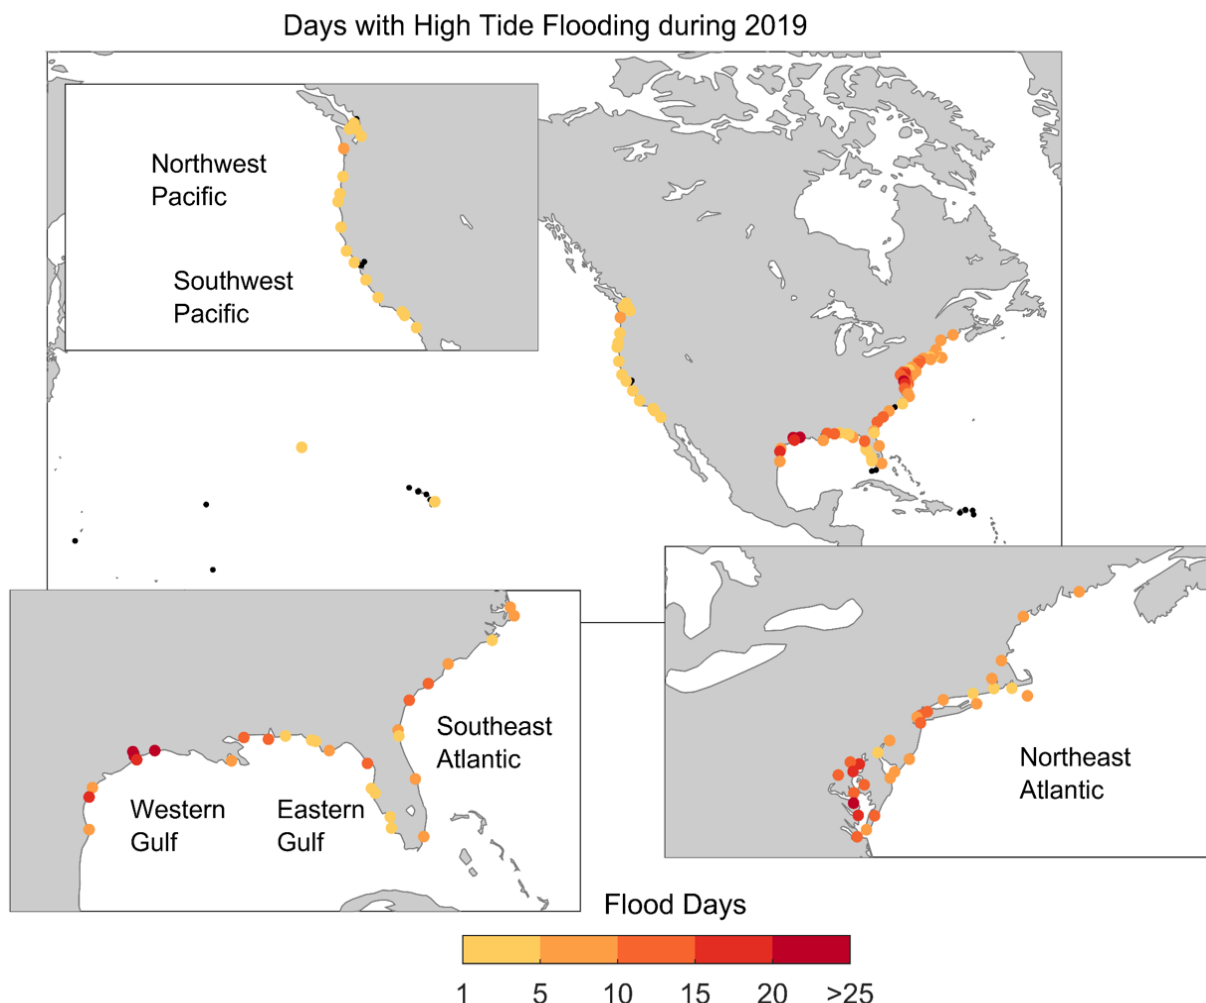 Days with High Tide Flooding during 2019
Northwest
Pacific
Southwest
Pacific
Southeast
Atlantic
Western
Gulf
Eastern
Gulf
Northeast
Atlantic
Flood Days
1 5 10 15 20 >25